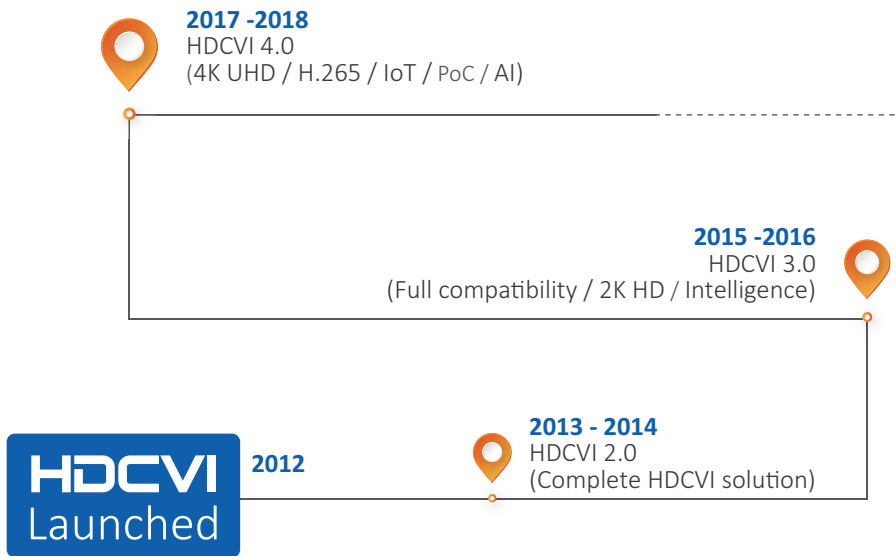 2017 -2018
HDCVI 4.0
(4K UHD / H.265 / IoT / PoC / AI)
2015 -2016
HDCVI 3.0
(Full compatibility / 2K HD / Intelligence)
2013 - 2014
HDCVI 2.0
(Complete HDCVI solution)
HDCVI
Launched
2012